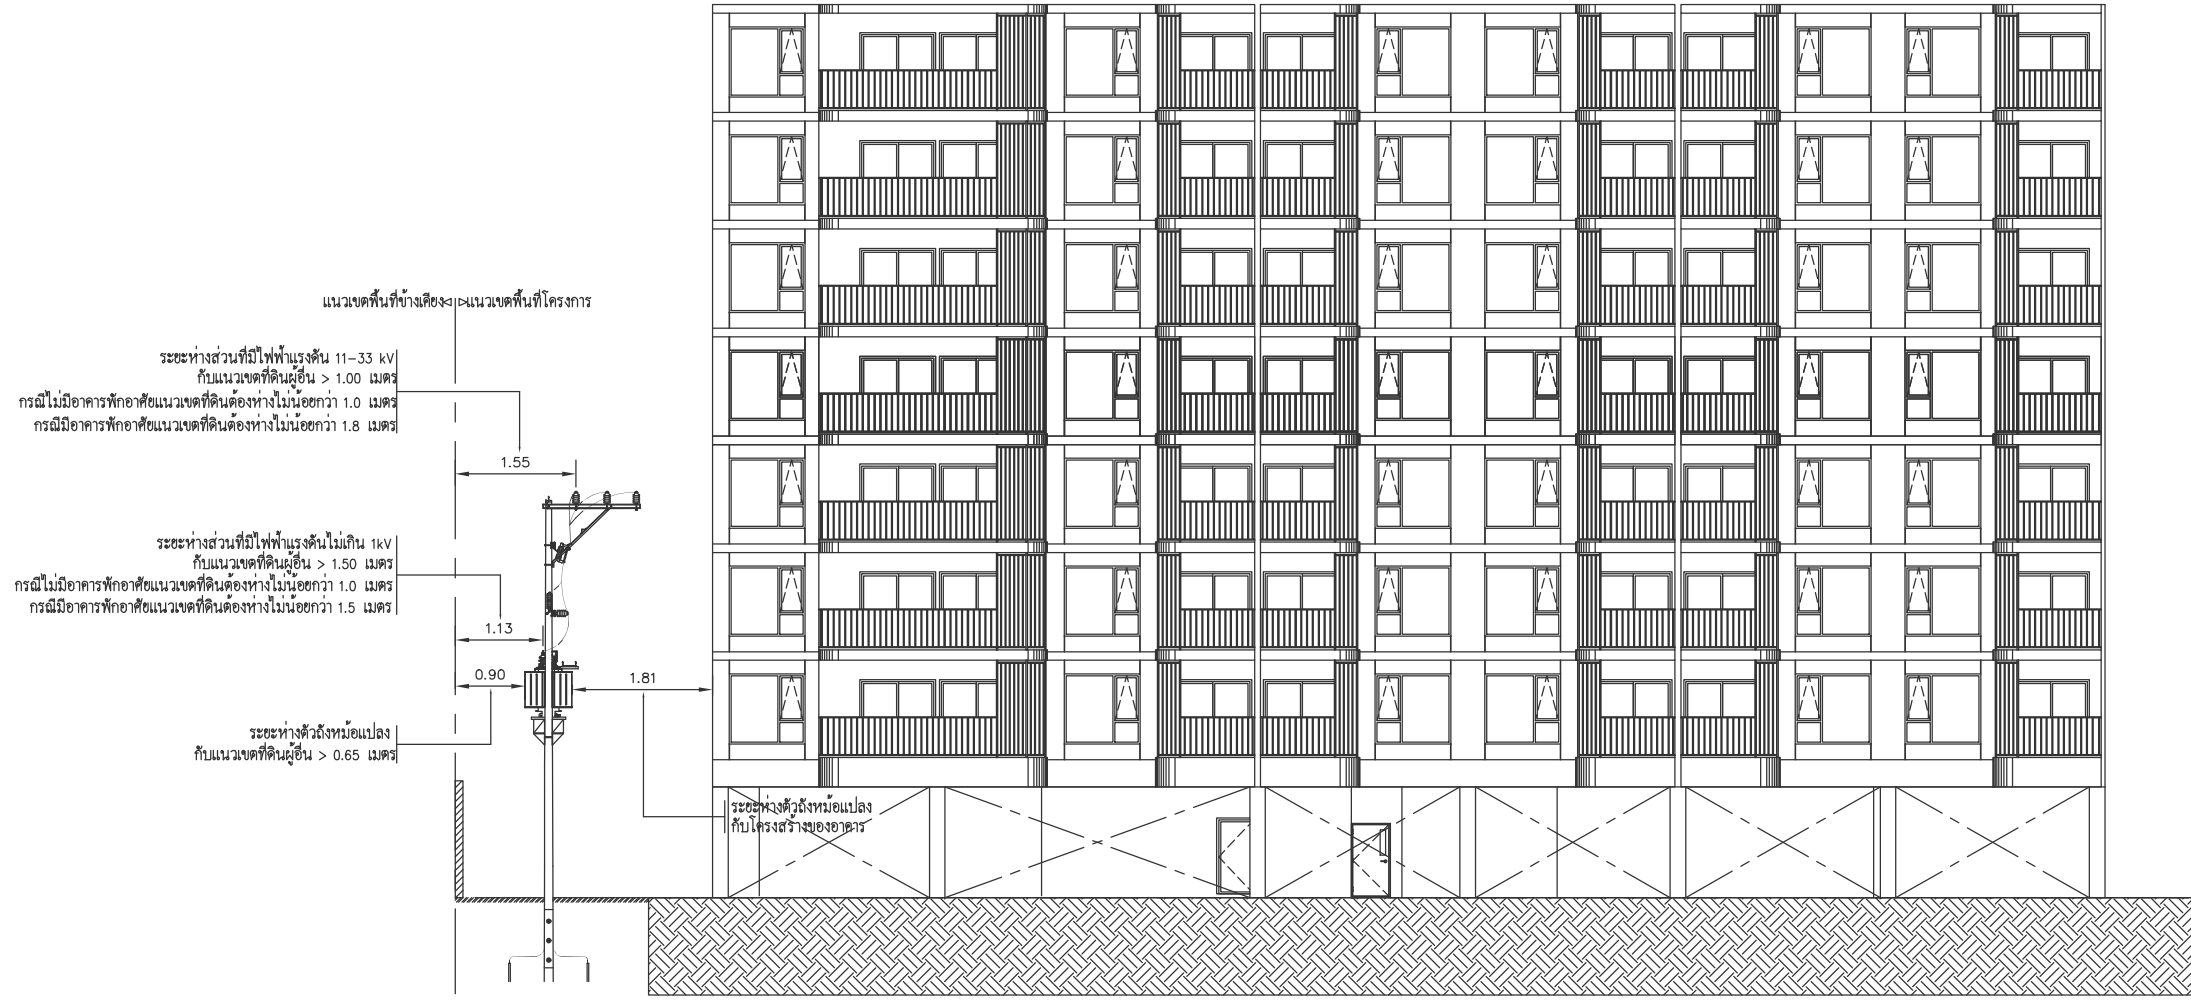 แนวเขตพื้นที่ข้างเคียง แนวเขตพื้นที่โครงการ
ระยะห่างส่วนที่มีไฟฟ้าแรงดัน 11-33 kV
กับแนวเขตที่ดินผู้อื่น > 1.00 เมตร
กรณีไม่มีอาคารพักอาศัยแนวเขตที่ดินต้องห่างไม่น้อยกว่า 1.0 เมตร
กรณีมีอาคารพักอาศัยแนวเขตที่ดินต้องห่างไม่น้อยกว่า 1.8 เมตร
1.55
ระยะห่างส่วนที่มีไฟฟ้าแรงดันไม่เกิน 1kV
กับแนวเขตที่ดินผู้อื่น > 1.50 เมตร
กรณีไม่มีอาคารพักอาศัยแนวเขตที่ดินต้องห่างไม่น้อยกว่า 1.0 เมตร
กรณีมีอาคารพักอาศัยแนวเขตที่ดินต้องห่างไม่น้อยกว่า 1.5 เมตร
1.13
0.90
1.81
ระยะห่างตัวถังหม้อแปลง
กับแนวเขตที่ดินผู้อื่น > 0.65 เมตร
ระยะห่างตัวถังหม้อแปลง
กับโครงสร้างของอาคาร